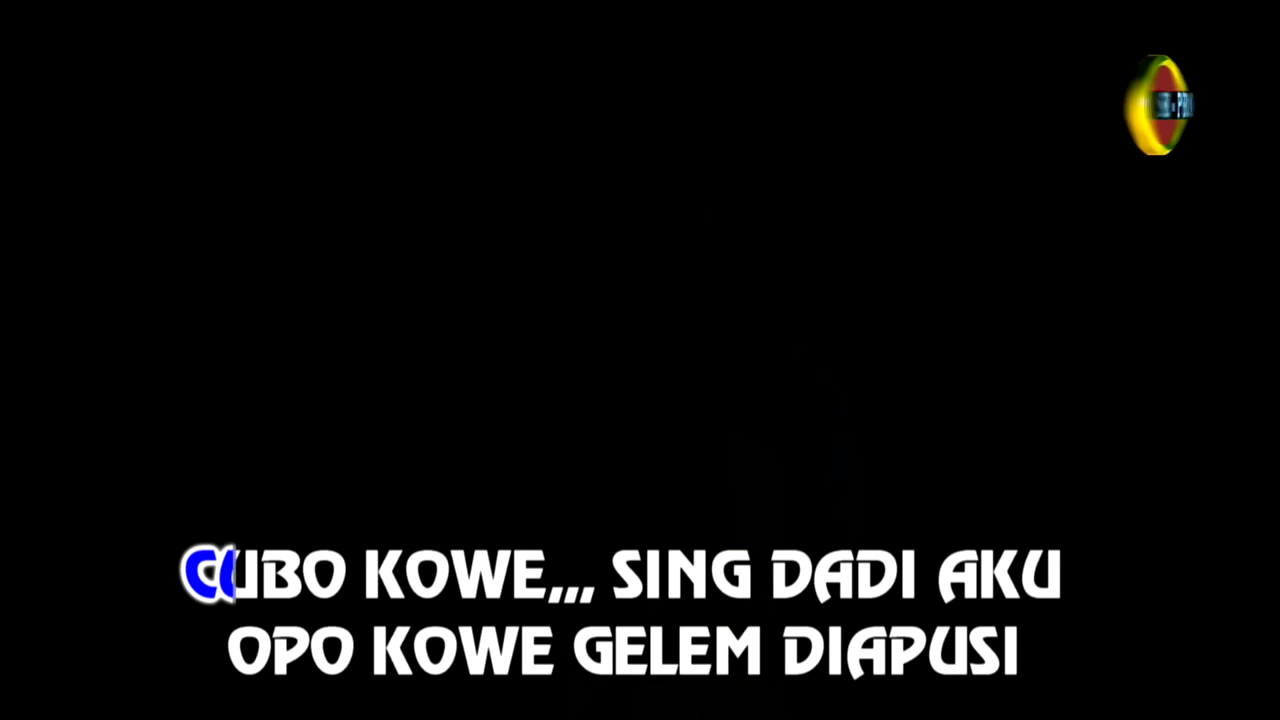 CUBO KOWE,,, SING DADI AKU
OPO KOWE GELEM DIAPUSI